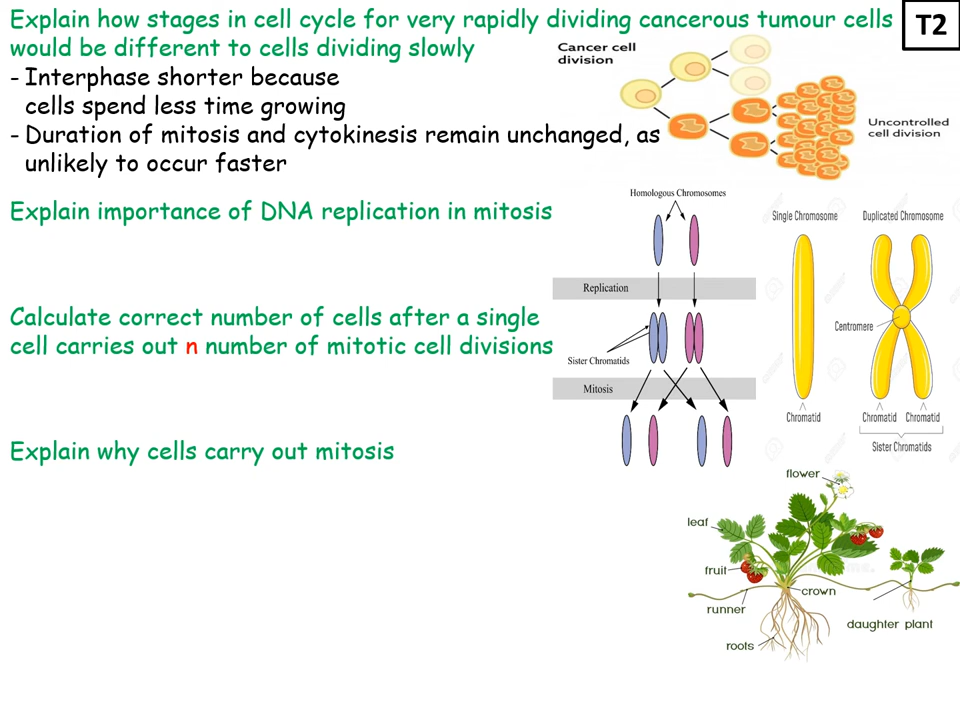 Explain how stages in cell cycle for very rapidly dividing cancerous tumour cells
would be different to cells dividing slowly
T2
- Interphase shorter because
cells spend less time growing
- Duration of mitosis and cytokinesis remain unchanged, as
unlikely to occur faster
Cancer cell
division
Uncontrolled
cell division
Explain importance of DNA replication in mitosis
Homologous Chromosomes
Replication
Sister Chromatids
Mitosis
Single Chromosome
Duplicated Chromosome
Centromere
Chromatid
Chromatid
Chromatid
Sister Chromatids
Calculate correct number of cells after a single
cell carries out n number of mitotic cell divisions
Explain why cells carry out mitosis
flower
leaf
fruit
crown
runner
daughter plant
roots